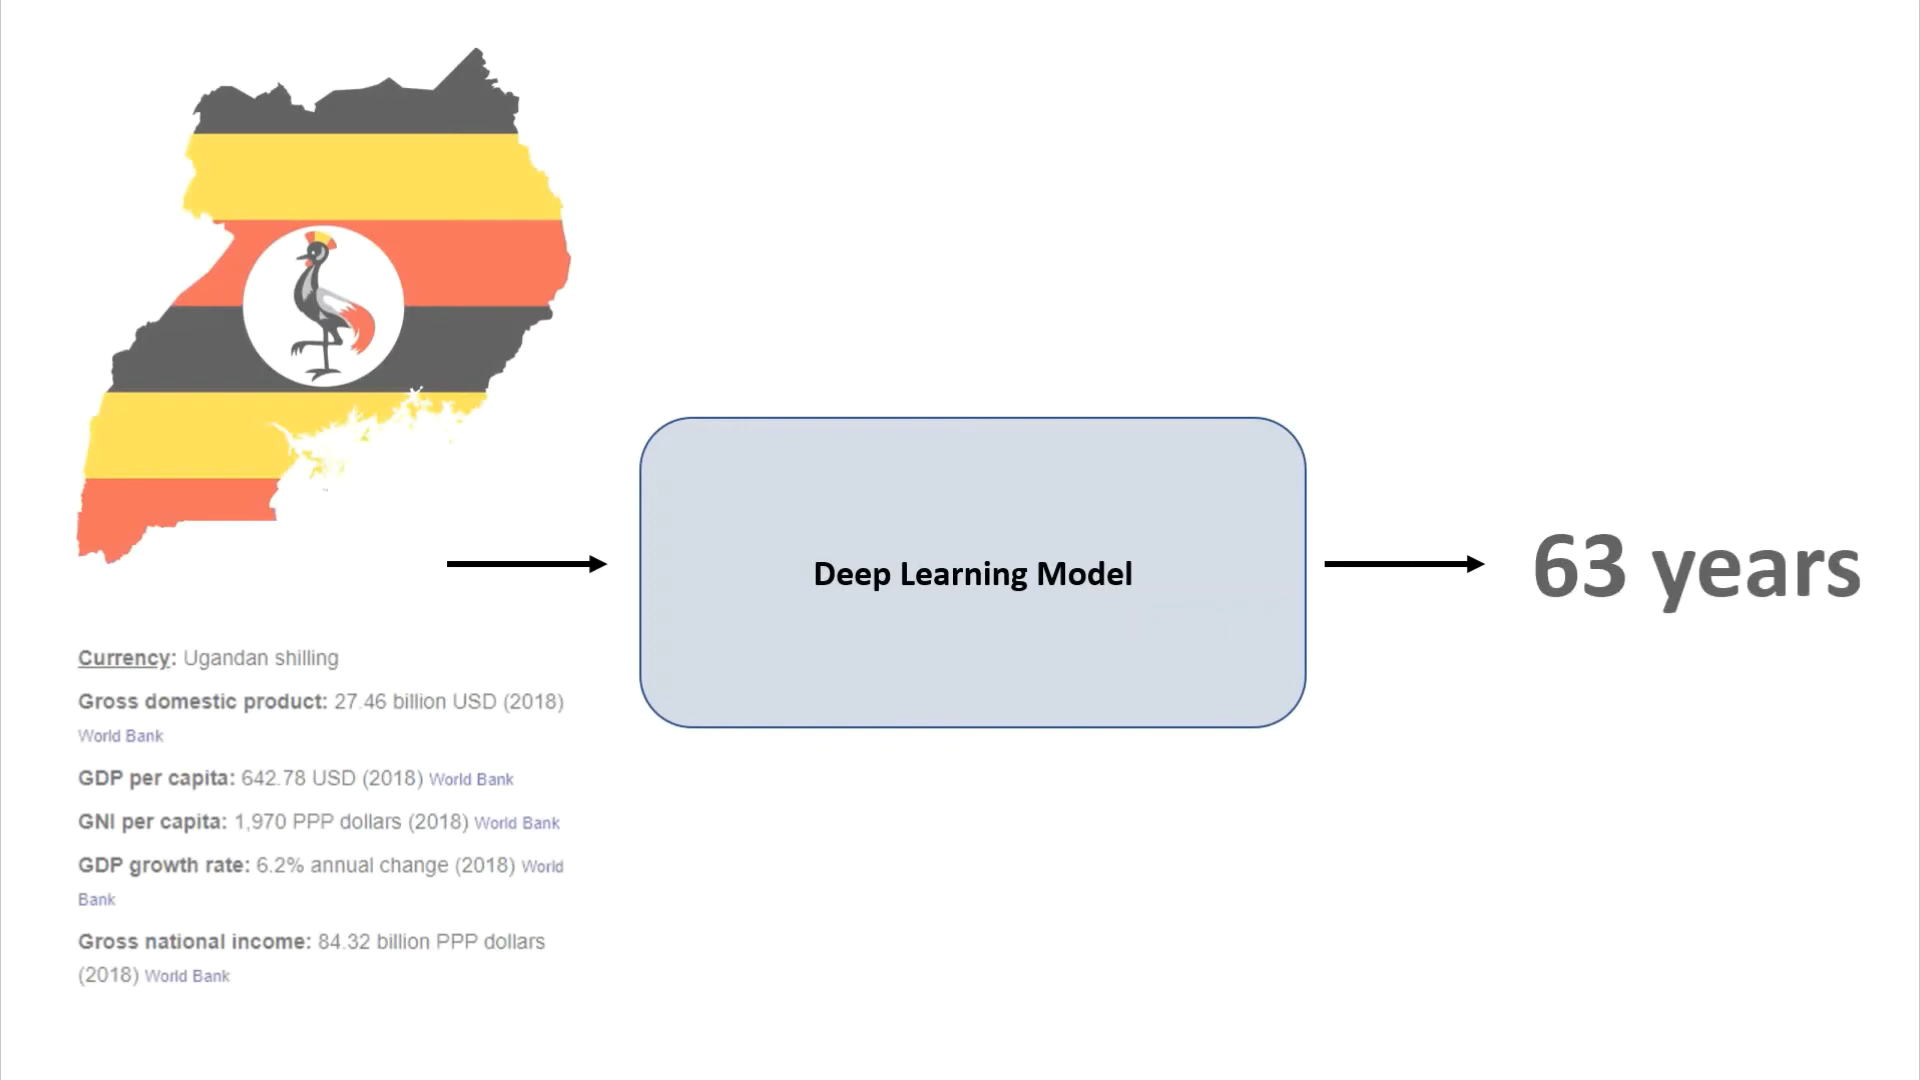 Deep Learning Model
63 years
Currency: Ugandan shilling
Gross domestic product: 27.46 billion USD (2018)
World Bank
GDP per capita: 642.78 USD (2018) World Bank
GNI per capita: 1,970 PPP dollars (2018) World Bank
GDP growth rate: 6.2% annual change (2018) World
Bank
Gross national income: 84.32 billion PPP dollars
(2018) World Bank